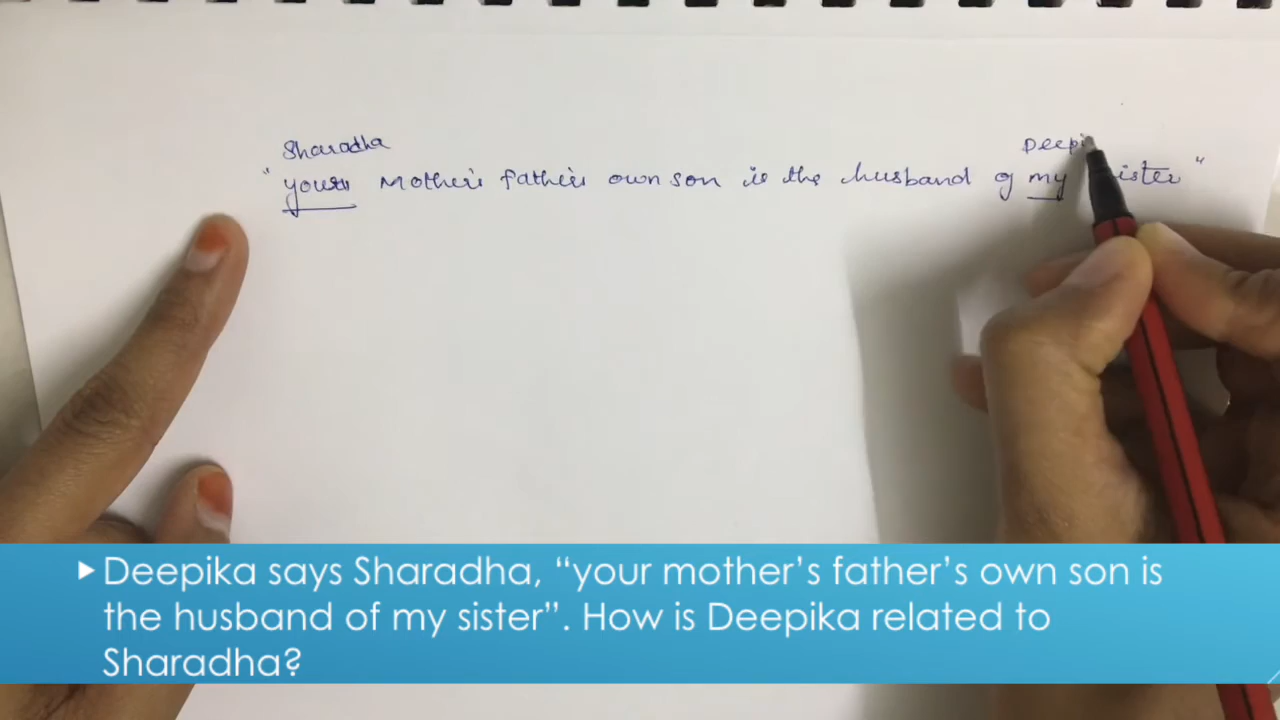 Sharadha Deepi
"yours Mother's father's own son is the husband of my sister"
Deepika says Sharadha, “your mother’s father’s own son is
the husband of my sister”. How is Deepika related to
Sharadha?